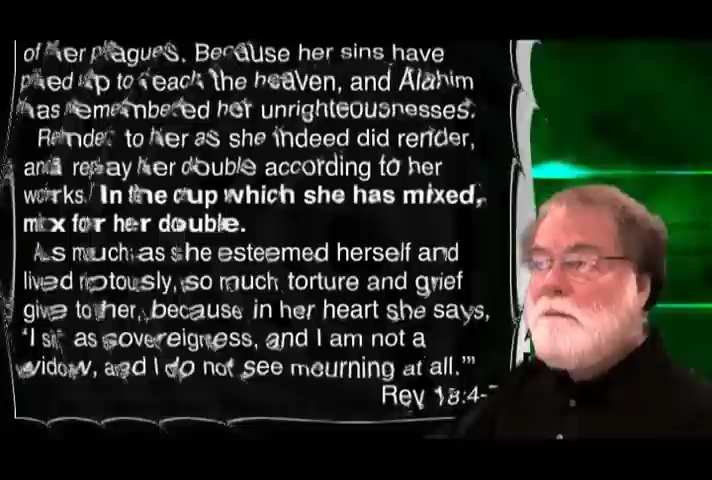 of her plagues. Because her sins have
piled up to reach the heaven, and Alahim
has remembered her unrighteousnesses.
Render to her as she indeed did render,
and repay her double according to her
works. In the cup which she has mixed,
mix for her double.
As much as she esteemed herself and
lived riotously, so much torture and grief
give to her, because in her heart she says,
'I sit as sovereigness, and I am not a
widow, and I do not see mourning at all.'"
Rev 18:4-